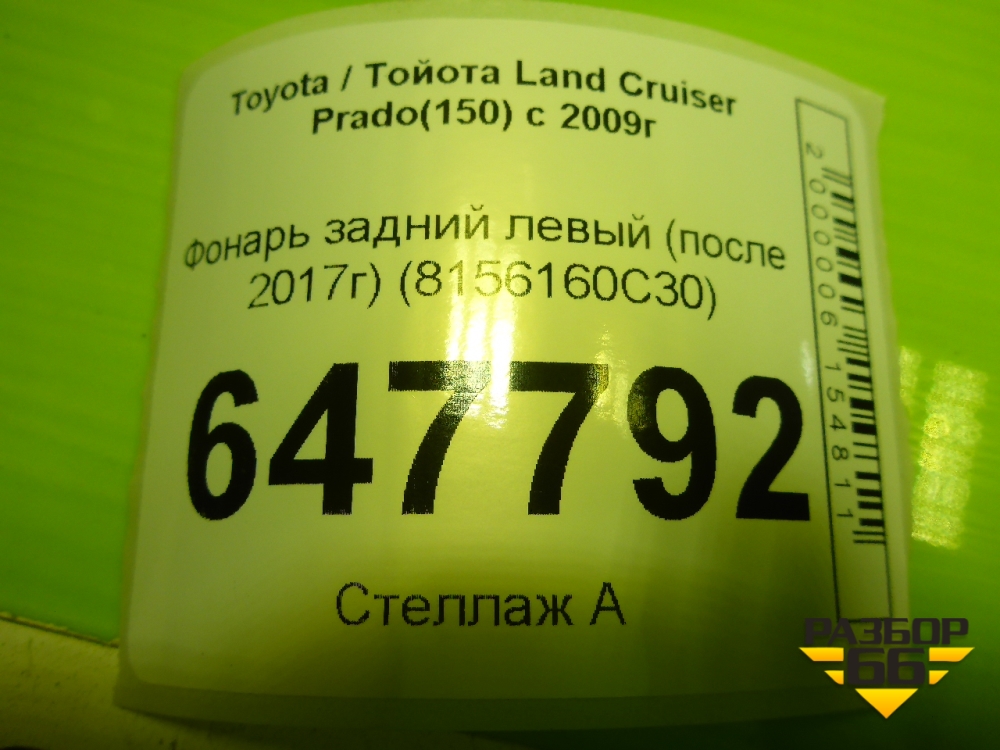 Toyota / Тойота Land Cruiser
Prado(150) с 2009г
Фонарь задний левый (после
2017г) (8156160C30)
647792
Стеллаж А
2000006154811
РАЗБОР
66